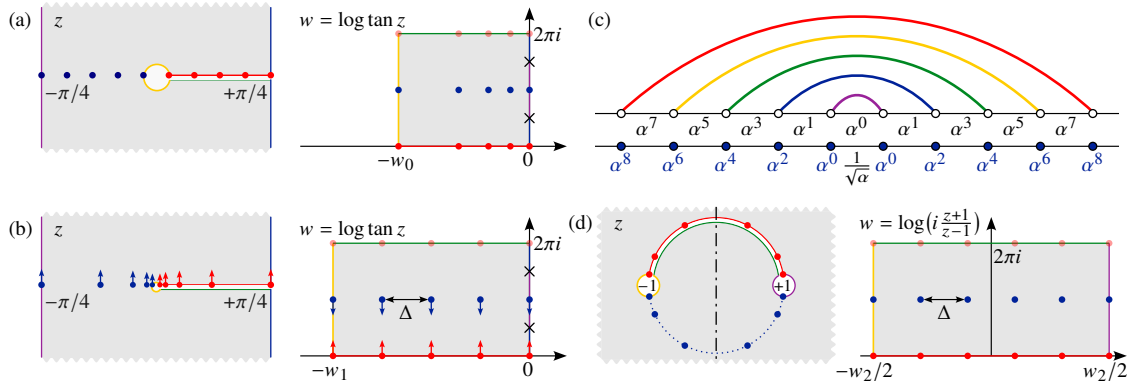 (a)
z
−π/4
+π/4
w = log tan z
2πi
−w₀
0
(c)
α⁷ α⁵ α³ α¹ α⁰ α¹ α³ α⁵ α⁷
α⁸ α⁶ α⁴ α² α⁰ 1/√α α⁰ α² α⁴ α⁶ α⁸
(b)
z
−π/4
+π/4
w = log tan z
2πi
Δ
−w₁
0
(d)
z
−1
+1
w = log(i z+1/z−1)
2πi
Δ
−w₂/2
w₂/2